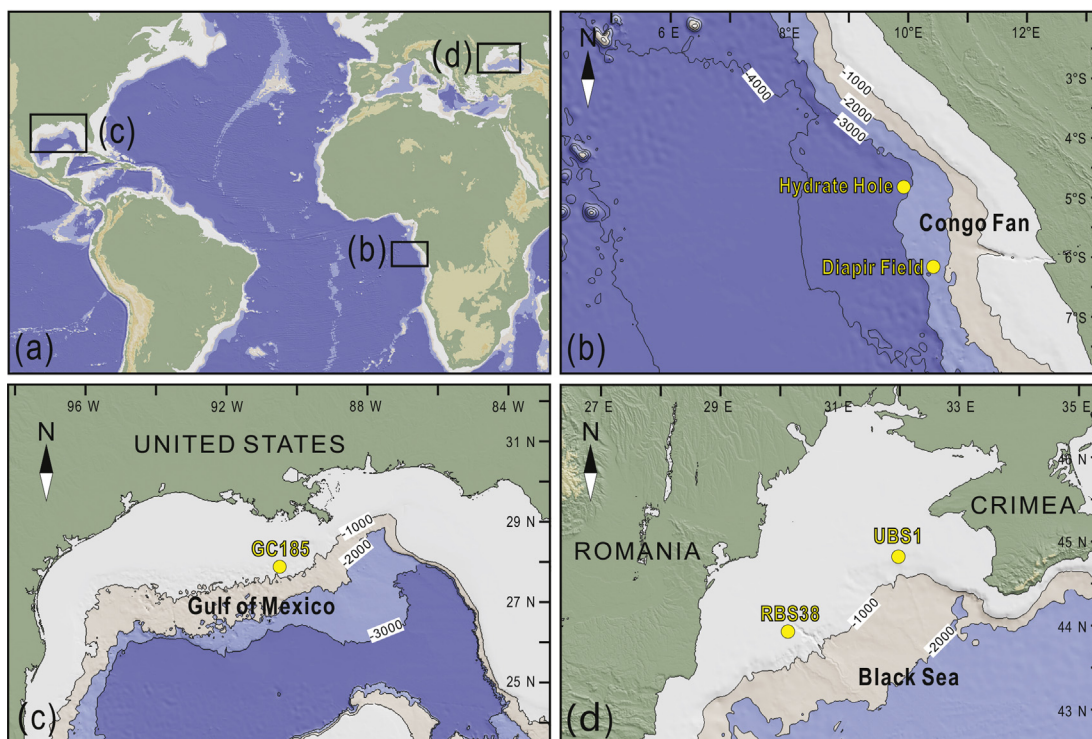 (d)
(c)
(b)
(a)
6 E
8°E
10°E
12°E
N
3°S
4°S
5°S
6°S
7°S
-4000
-1000
-2000
-3000
Hydrate Hole
Congo Fan
Diapir Field
(b)
96 W
92 W
88 W
84 W
N
UNITED STATES
31 N
29 N
27 N
25 N
-1000
-2000
-3000
GC185
Gulf of Mexico
(c)
27 E
29 E
31 E
33 E
35 E
N
46 N
45 N
44 N
43 N
CRIMEA
ROMANIA
UBS1
RBS38
-1000
-2000
Black Sea
(d)